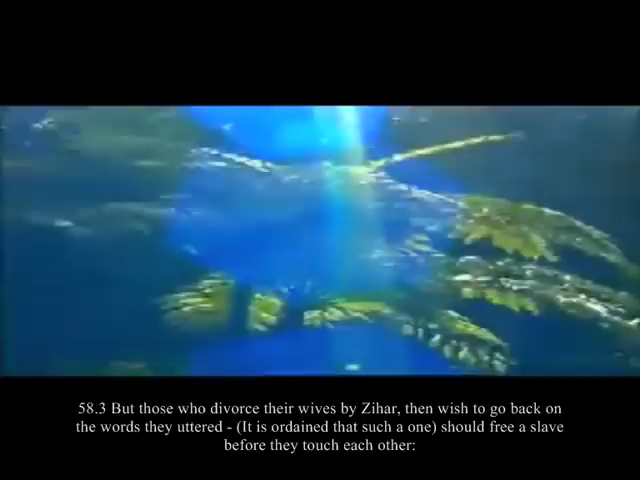 58.3 But those who divorce their wives by Zihar, then wish to go back on
the words they uttered - (It is ordained that such a one) should free a slave
before they touch each other: